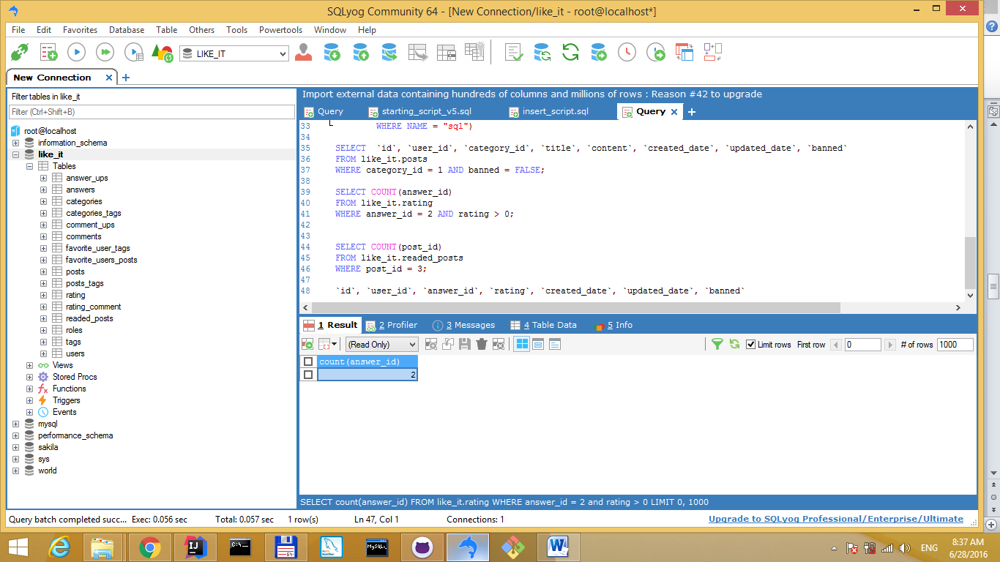 SQLyog Community 64 - [New Connection/like_it - root@localhost*]
File Edit Favorites Database Table Others Tools Powertools Window Help
LIKE_IT
New Connection
Filter tables in like_it
Filter (Ctrl+Shift+B)
root@localhost
information_schema
like_it
Tables
answer_ups
answers
categories
categories_tags
comment_ups
comments
favorite_user_tags
favorite_users_posts
posts
posts_tags
rating
rating_comment
readed_posts
roles
tags
users
Views
Stored Procs
Functions
Triggers
Events
mysql
performance_schema
sakila
sys
world
Import external data containing hundreds of columns and millions of rows : Reason #42 to upgrade
Query starting_script_v5.sql insert_script.sql Query
33 WHERE NAME = "sql")
34
35 SELECT `id`, `user_id`, `category_id`, `title`, `content`, `created_date`, `updated_date`, `banned`
36 FROM like_it.posts
37 WHERE category_id = 1 AND banned = FALSE;
38
39 SELECT COUNT(answer_id)
40 FROM like_it.rating
41 WHERE answer_id = 2 AND rating > 0;
42
43
44 SELECT COUNT(post_id)
45 FROM like_it.readed_posts
46 WHERE post_id = 3;
47
48 `id`, `user_id`, `answer_id`, `rating`, `created_date`, `updated_date`, `banned`
1 Result 2 Profiler 3 Messages 4 Table Data 5 Info
(Read Only) Limit rows First row 0 # of rows 1000
count(answer_id)
2
SELECT count(answer_id) FROM like_it.rating WHERE answer_id = 2 and rating > 0 LIMIT 0, 1000
Query batch completed succ... Exec: 0.056 sec Total: 0.057 sec 1 row(s) Ln 47, Col 1 Connections: 1 Upgrade to SQLyog Professional/Enterprise/Ultimate
ENG
8:37 AM
6/28/2016